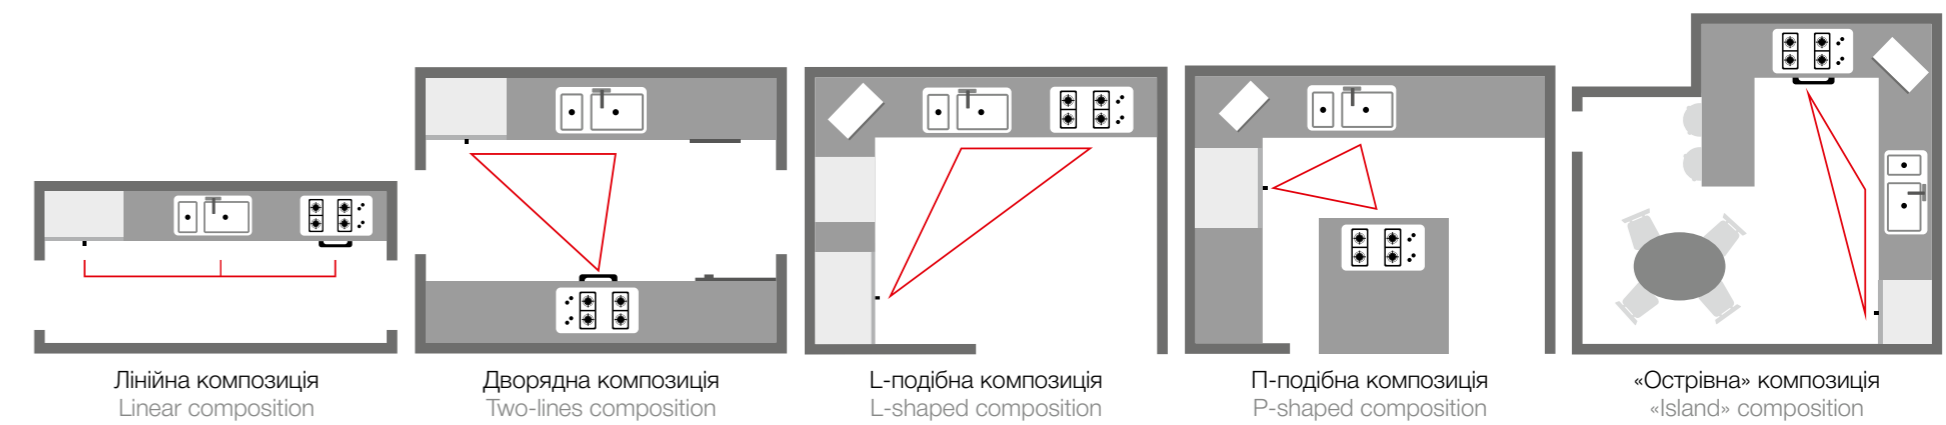 Лінійна композиція
Linear composition
Дворядна композиція
Two-lines composition
L-подібна композиція
L-shaped composition
П-подібна композиція
P-shaped composition
«Острівна» композиція
«Island» composition